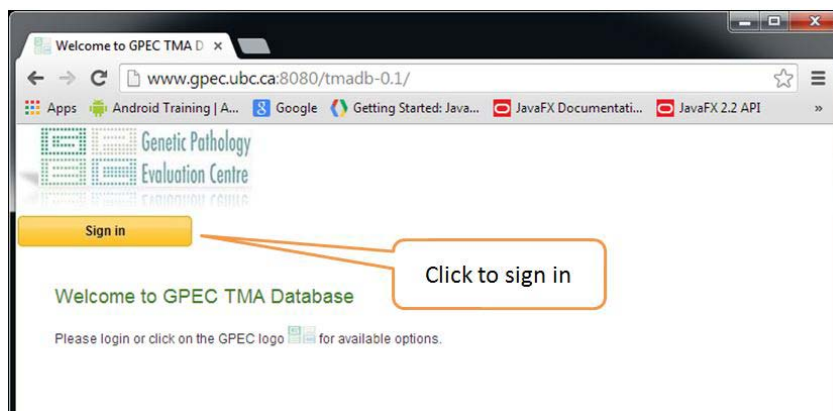 Welcome to GPEC TMA D ×
www.gpec.ubc.ca:8080/tmadb-0.1/
Apps Android Training | A... Google Getting Started: Java... JavaFX Documentati... JavaFX 2.2 API »
Genetic Pathology
Evaluation Centre
Sign in
Click to sign in
Welcome to GPEC TMA Database
Please login or click on the GPEC logo for available options.